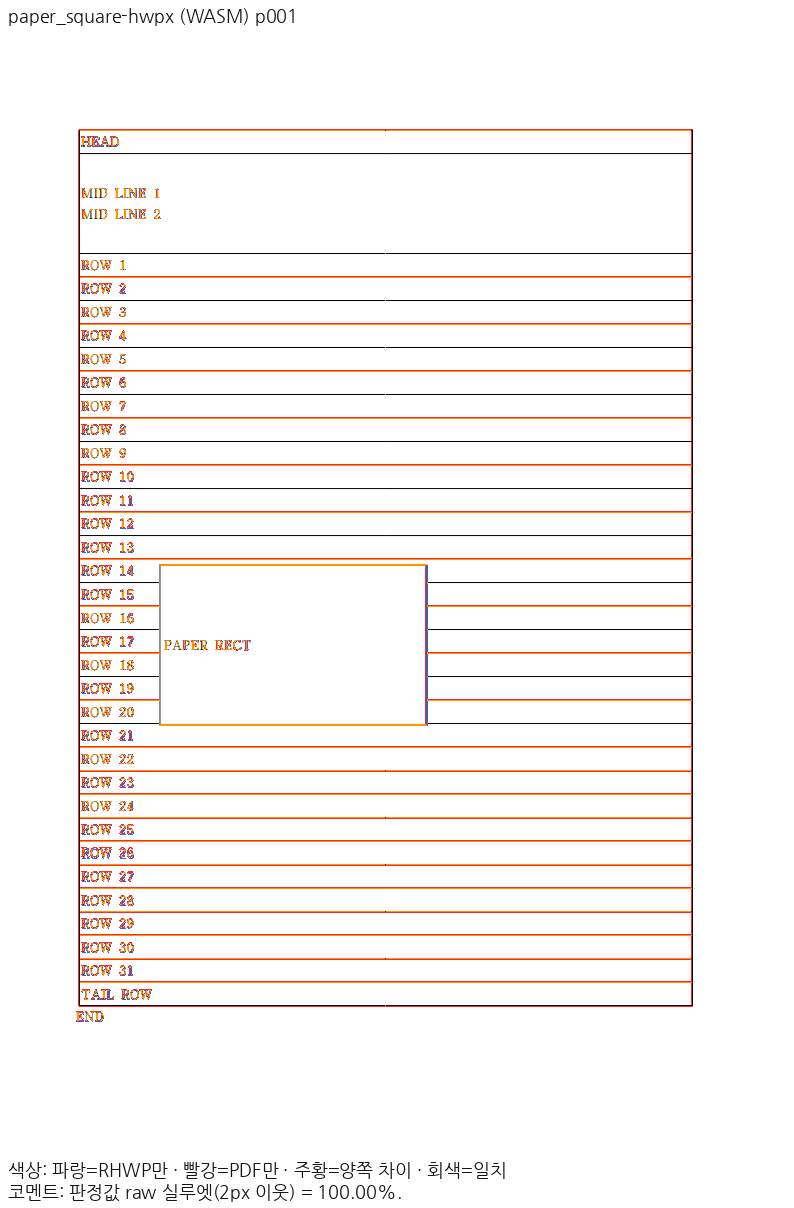 paper_square-hwpx (WASM) p001
HEAD
MID LINE 1
MID LINE 2
ROW 1
ROW 2
ROW 3
ROW 4
ROW 5
ROW 6
ROW 7
ROW 8
ROW 9
ROW 10
ROW 11
ROW 12
ROW 13
ROW 14
ROW 15
ROW 16
ROW 17
PAPER RECT
ROW 18
ROW 19
ROW 20
ROW 21
ROW 22
ROW 23
ROW 24
ROW 25
ROW 26
ROW 27
ROW 28
ROW 29
ROW 30
ROW 31
TAIL ROW
END
색상: 파랑=RHWP만 · 빨강=PDF만 · 주황=양쪽 차이 · 회색=일치
코멘트: 판정값 raw 실루엣(2px 이웃) = 100.00%.